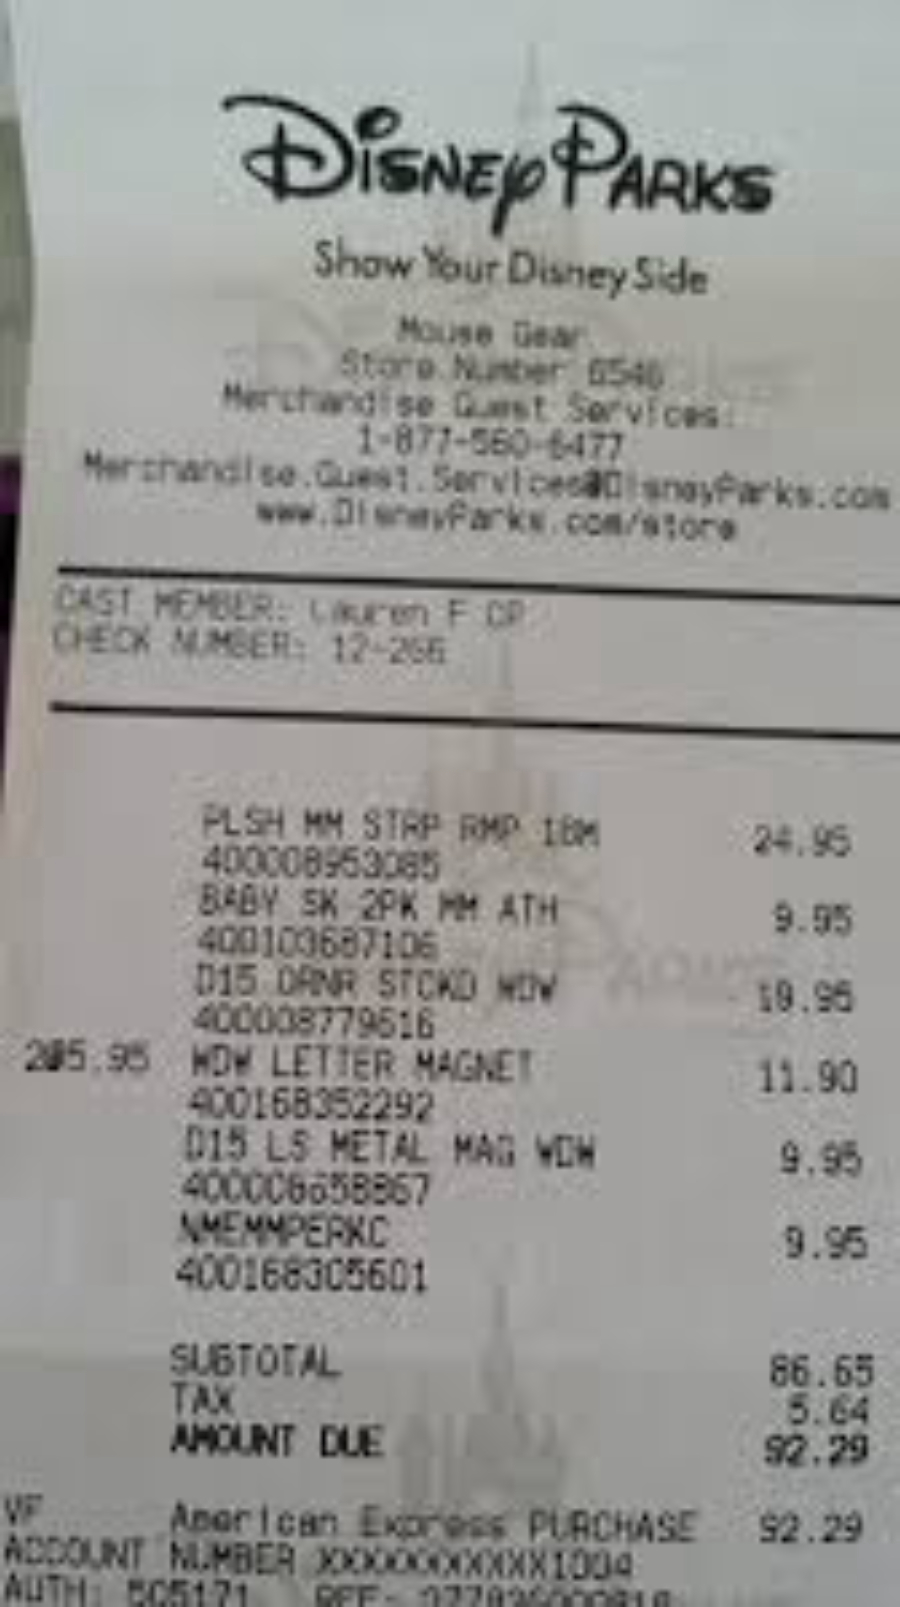 Disney Parks
Show Your Disney Side
Mouse Gear
Store Number 6546
Merchandise Guest Services:
1-877-560-6477
Merchandise.Guest.Services@DisneyParks.com
www.DisneyParks.com/store
CAST MEMBER: Lauren F CP
CHECK NUMBER: 12-266
PLSH MM STRP RMP 18M 24.95
400008953085
BABY SK 2PK MM ATH 9.95
400103687106
D15 ORNR STCKD WDW 19.95
400008779616
2@5.95 WDW LETTER MAGNET 11.90
400168352292
D15 LS METAL MAG WDW 9.95
400008658867
NMEMMPERKC 9.95
400168305601
SUBTOTAL 86.65
TAX 5.64
AMOUNT DUE 92.29
VF American Express PURCHASE 92.29
ACCOUNT NUMBER XXXXXXXXXXX1004
AUTH: 505171 REF: